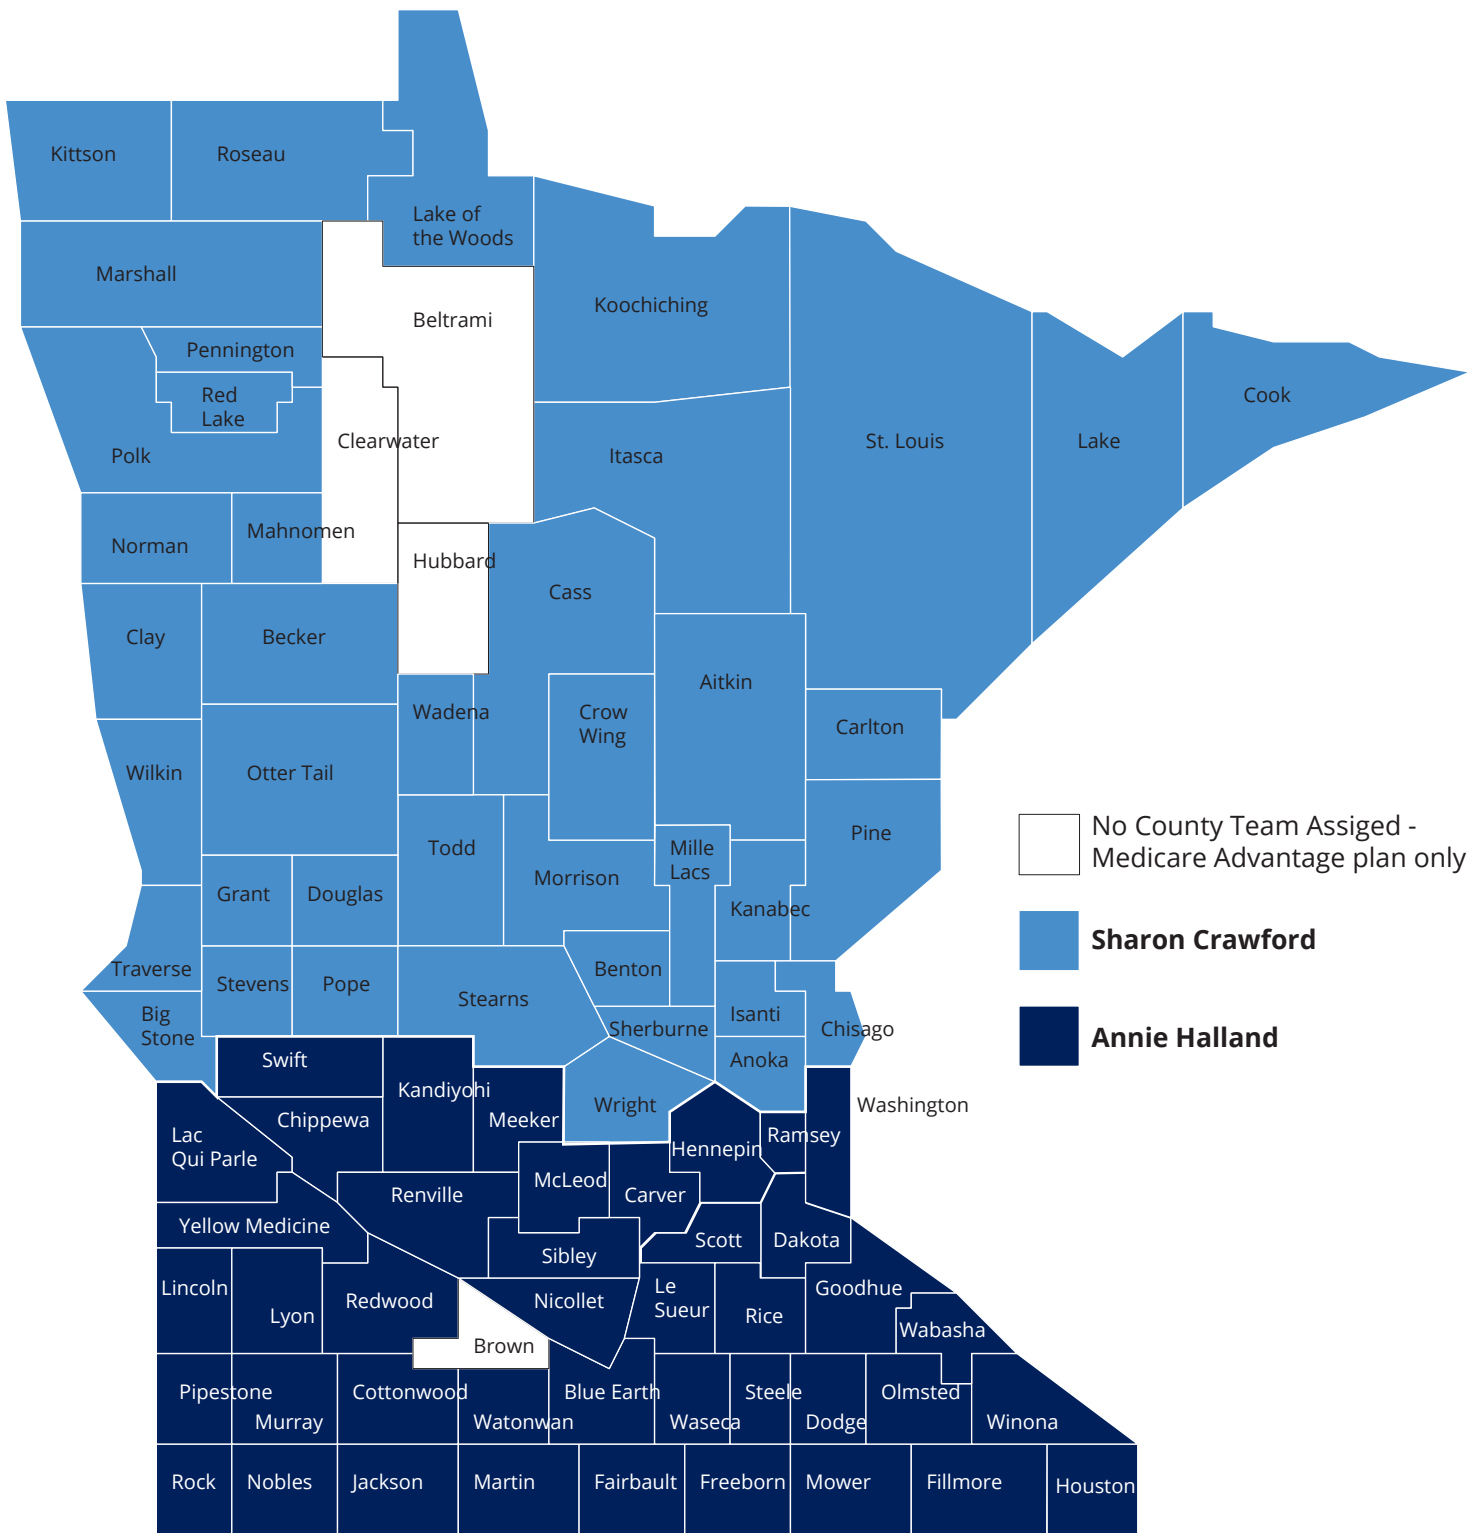 Kittson
Roseau
Lake of
the Woods
Marshall
Beltrami
Koochiching
Pennington
Red
Lake
Cook
Clearwater
St. Louis
Lake
Polk
Itasca
Mahnomen
Norman
Hubbard
Cass
Clay
Becker
Aitkin
Wadena
Crow
Wing
Carlton
Wilkin
Otter Tail
Pine
Todd
Mille
Lacs
Morrison
Grant
Douglas
Kanabec
Traverse
Stevens
Pope
Benton
Stearns
Big
Stone
Isanti
Sherburne
Chisago
Swift
Anoka
Kandiyohi
Wright
Washington
Chippewa
Meeker
Lac
Qui Parle
Hennepin
Ramsey
McLeod
Renville
Carver
Yellow Medicine
Scott
Dakota
Sibley
Lincoln
Lyon
Redwood
Nicollet
Le
Sueur
Rice
Goodhue
Wabasha
Brown
Pipestone
Murray
Cottonwood
Watonwan
Blue Earth
Waseca
Steele
Dodge
Olmsted
Winona
Rock
Nobles
Jackson
Martin
Fairbault
Freeborn
Mower
Fillmore
Houston
No County Team Assiged -
Medicare Advantage plan only
Sharon Crawford
Annie Halland